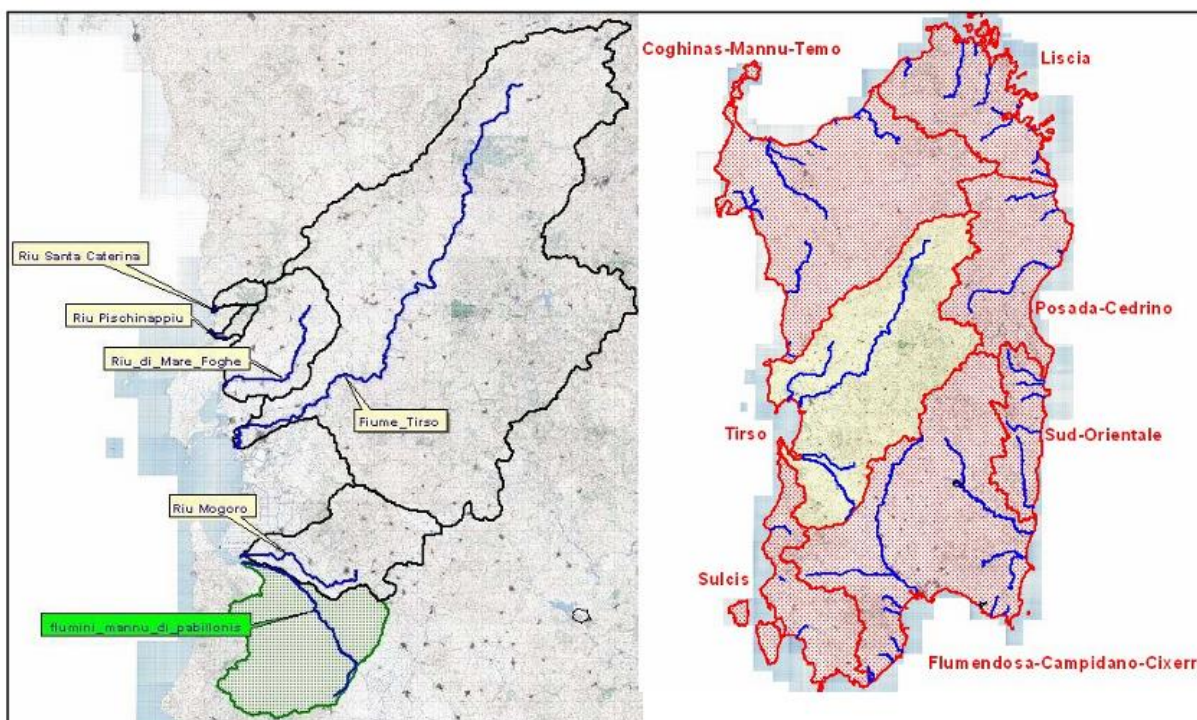 Riu Santa Caterina
Riu Pischinappiu
Riu_di_Mare_Foghe
Fiume_Tirso
Riu Mogoro
flumini_mannu_di_pabillonis
Coghinas-Mannu-Temo
Liscia
Posada-Cedrino
Tirso
Sud-Orientale
Sulcis
Flumendosa-Campidano-Cixerr